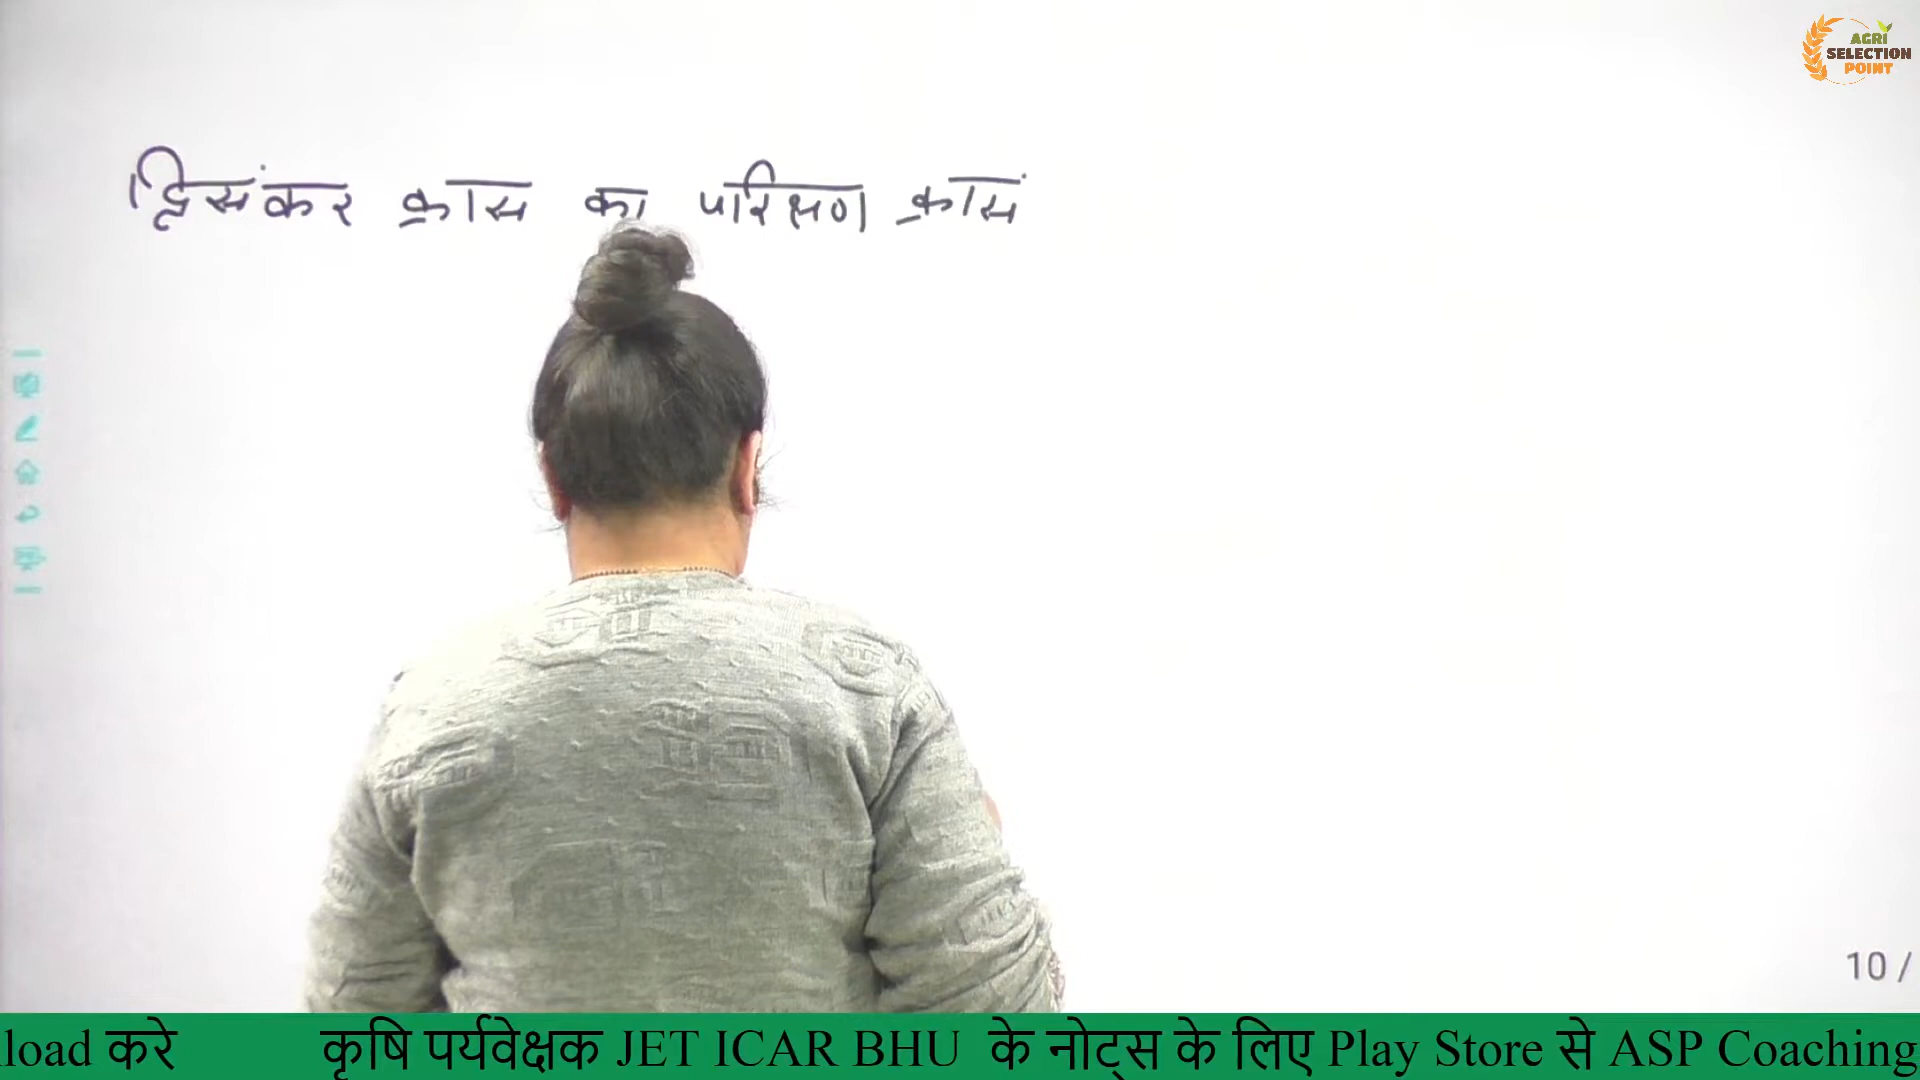 AGRI
SELECTION
POINT
द्विसंकर क्रास का परिक्षण क्रास
10 /
load करे कृषि पर्यवेक्षक JET ICAR BHU के नोट्स के लिए Play Store से ASP Coaching